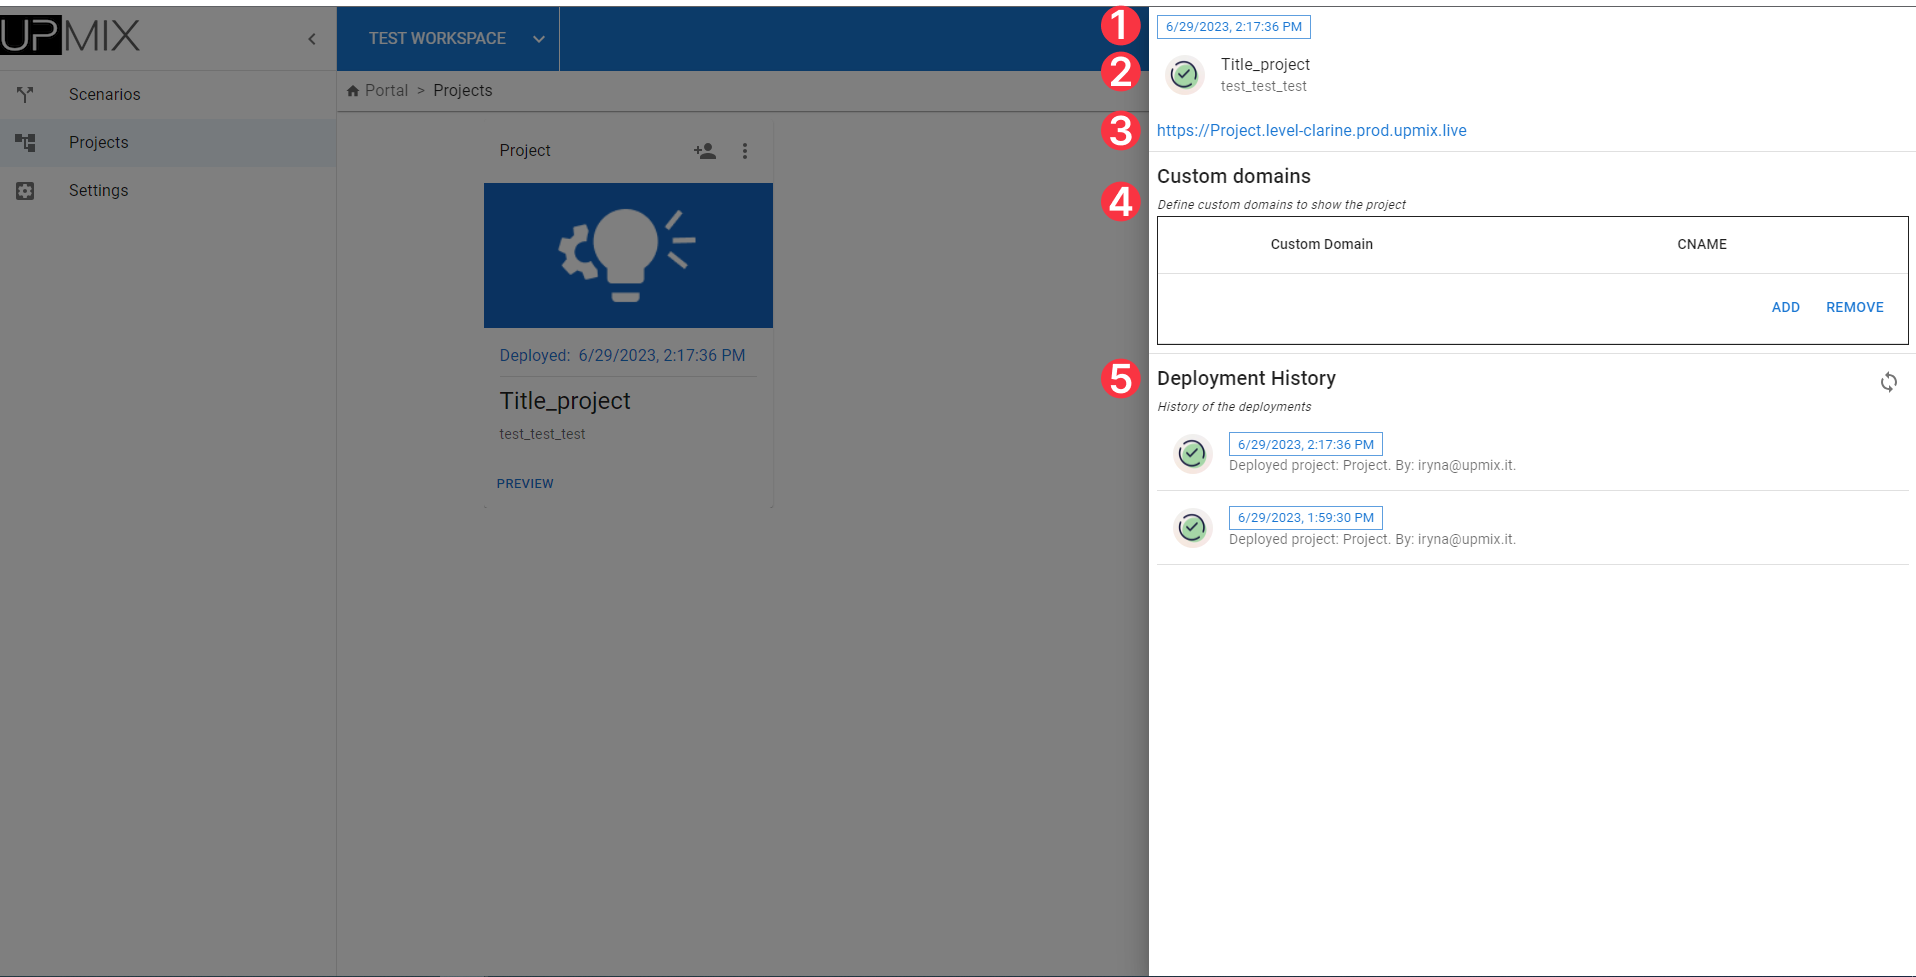 UPMIX
Scenarios
Projects
Settings
TEST WORKSPACE
Portal > Projects
Project
Deployed: 6/29/2023, 2:17:36 PM
Title_project
test_test_test
PREVIEW
1
6/29/2023, 2:17:36 PM
2
Title_project
test_test_test
3
https://Project.level-clarine.prod.upmix.live
Custom domains
4
Define custom domains to show the project
Custom Domain CNAME
ADD REMOVE
5
Deployment History
History of the deployments
6/29/2023, 2:17:36 PM
Deployed project: Project. By: iryna@upmix.it.
6/29/2023, 1:59:30 PM
Deployed project: Project. By: iryna@upmix.it.